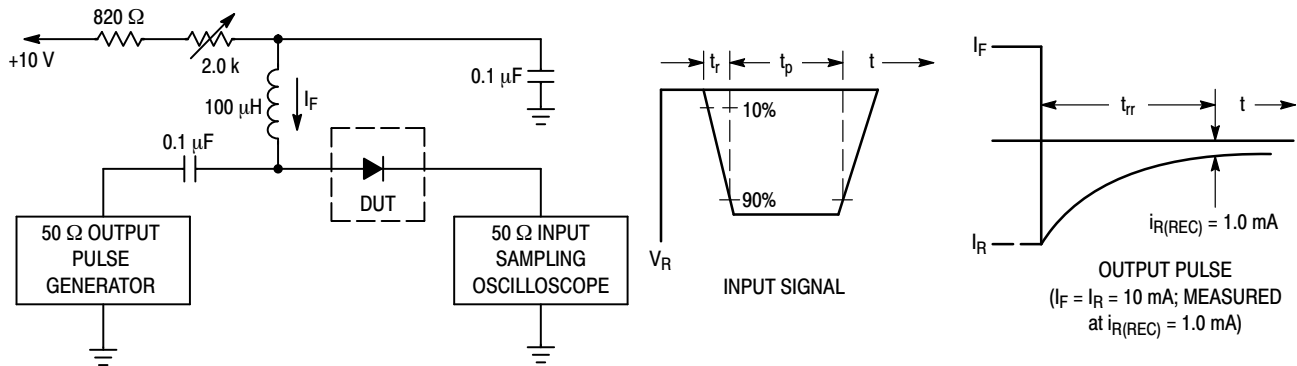 820 Ω
+10 V
2.0 k
0.1 µF
100 µH
I_F
0.1 µF
DUT
50 Ω OUTPUT
PULSE
GENERATOR
50 Ω INPUT
SAMPLING
OSCILLOSCOPE
t_r
t_p
t
10%
90%
V_R
INPUT SIGNAL
I_F
t_rr
t
i_R(REC) = 1.0 mA
I_R
OUTPUT PULSE
(I_F = I_R = 10 mA; MEASURED
at i_R(REC) = 1.0 mA)